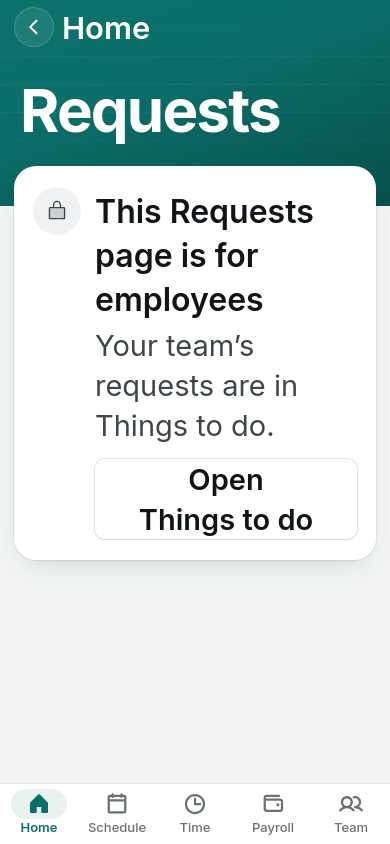 Home
Requests
This Requests
page is for
employees
Your team’s
requests are in
Things to do.
Open
Things to do
Home
Schedule
Time
Payroll
Team